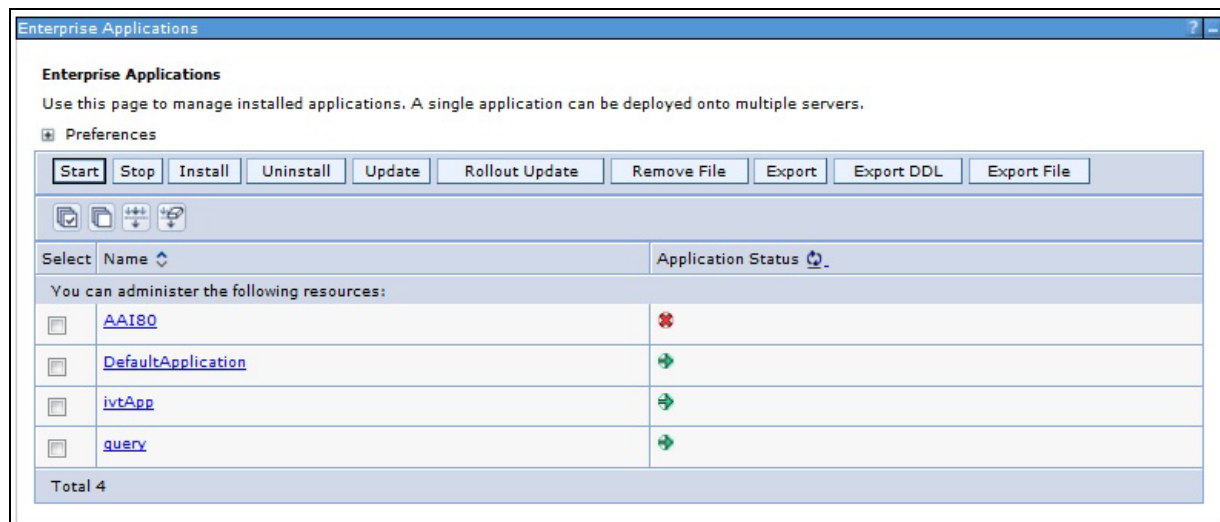 Enterprise Applications ? –
Enterprise Applications
Use this page to manage installed applications. A single application can be deployed onto multiple servers.
Preferences
Start Stop Install Uninstall Update Rollout Update Remove File Export Export DDL Export File
Select Name Application Status
You can administer the following resources:
AAI80
DefaultApplication
ivtApp
query
Total 4